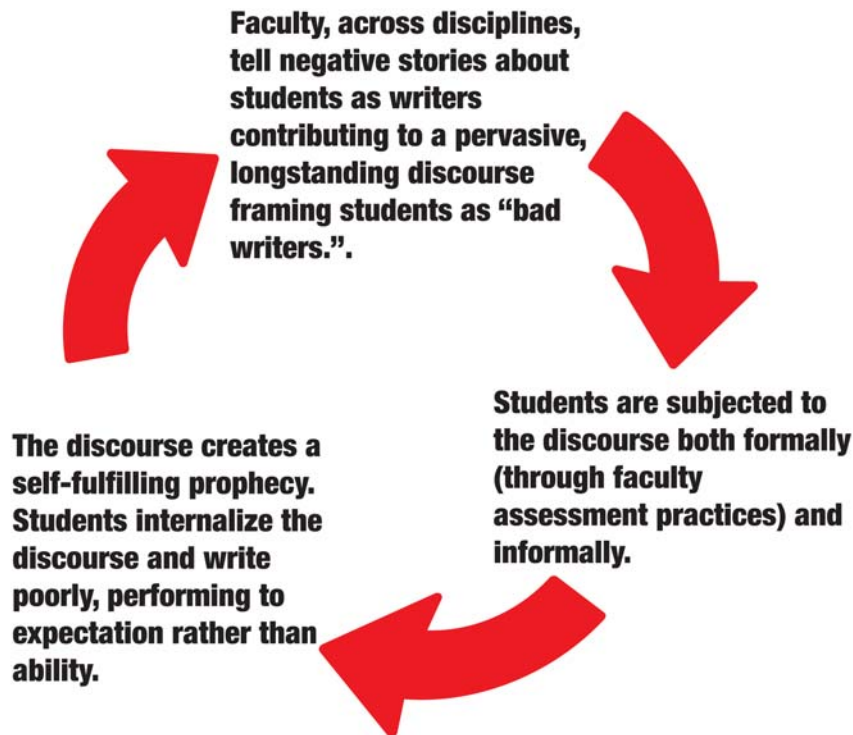 Faculty, across disciplines,
tell negative stories about
students as writers
contributing to a pervasive,
longstanding discourse
framing students as “bad
writers.”.
Students are subjected to
the discourse both formally
(through faculty
assessment practices) and
informally.
The discourse creates a
self-fulfilling prophecy.
Students internalize the
discourse and write
poorly, performing to
expectation rather than
ability.